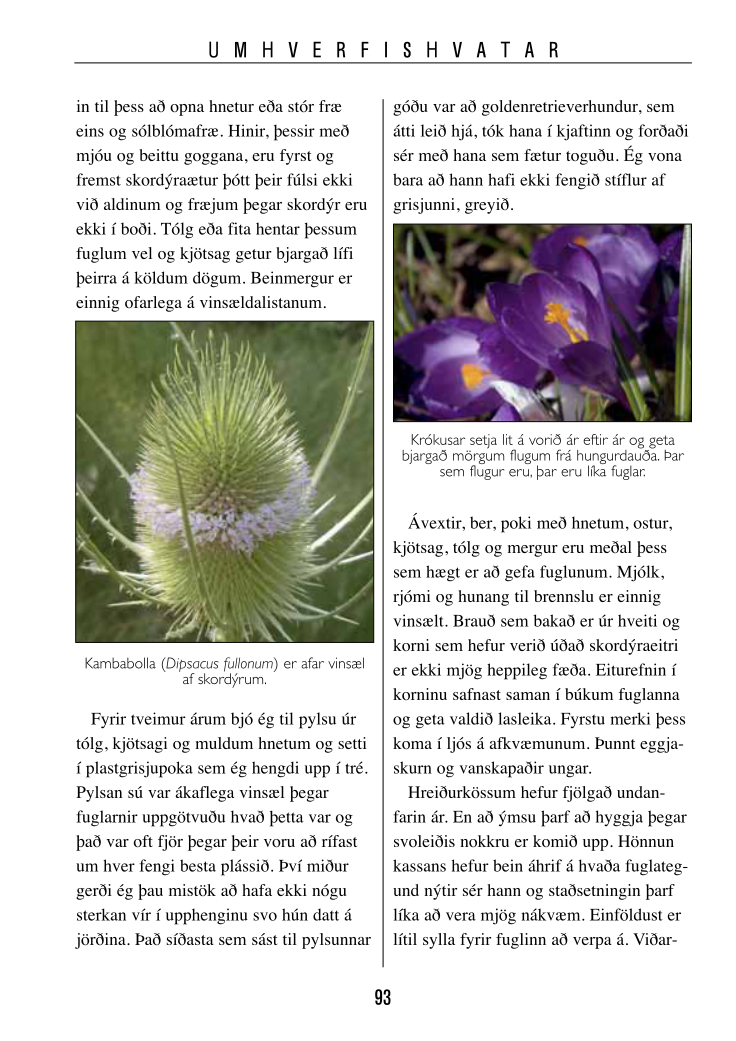 UMHVERFISHVATAR
in til þess að opna hnetur eða stór fræ
eins og sólblómafræ. Hinir, þessir með
mjóu og beittu goggana, eru fyrst og
fremst skordýraætur þótt þeir fúlsi ekki
við aldinum og fræjum þegar skordýr eru
ekki í boði. Tólg eða fita hentar þessum
fuglum vel og kjötsag getur bjargað lífi
þeirra á köldum dögum. Beinmergur er
einnig ofarlega á vinsældalistanum.
Kambabolla (Dipsacus fullonum) er afar vinsæl
af skordýrum.
Fyrir tveimur árum bjó ég til pylsu úr
tólg, kjötsagi og muldum hnetum og setti
í plastgrisjupoka sem ég hengdi upp í tré.
Pylsan sú var ákaflega vinsæl þegar
fuglarnir uppgötvuðu hvað þetta var og
það var oft fjör þegar þeir voru að rífast
um hver fengi besta plássið. Því miður
gerði ég þau mistök að hafa ekki nógu
sterkan vír í upphenginu svo hún datt á
jörðina. Það síðasta sem sást til pylsunnar
góðu var að goldenretrieverhundur, sem
átti leið hjá, tók hana í kjaftinn og forðaði
sér með hana sem fætur toguðu. Ég vona
bara að hann hafi ekki fengið stíflur af
grisjunni, greyið.
Krókusar setja lit á vorið ár eftir ár og geta
bjargað mörgum flugum frá hungurdauða. Þar
sem flugur eru, þar eru líka fuglar.
Ávextir, ber, poki með hnetum, ostur,
kjötsag, tólg og mergur eru meðal þess
sem hægt er að gefa fuglunum. Mjólk,
rjómi og hunang til brennslu er einnig
vinsælt. Brauð sem bakað er úr hveiti og
korni sem hefur verið úðað skordýraeitri
er ekki mjög heppileg fæða. Eiturefnin í
korninu safnast saman í búkum fuglanna
og geta valdið lasleika. Fyrstu merki þess
koma í ljós á afkvæmunum. Þunnt eggja-
skurn og vanskapaðir ungar.
Hreiðurkössum hefur fjölgað undan-
farin ár. En að ýmsu þarf að hyggja þegar
svoleiðis nokkru er komið upp. Hönnun
kassans hefur bein áhrif á hvaða fuglateg-
und nýtir sér hann og staðsetningin þarf
líka að vera mjög nákvæm. Einföldust er
lítil sylla fyrir fuglinn að verpa á. Viðar-
93